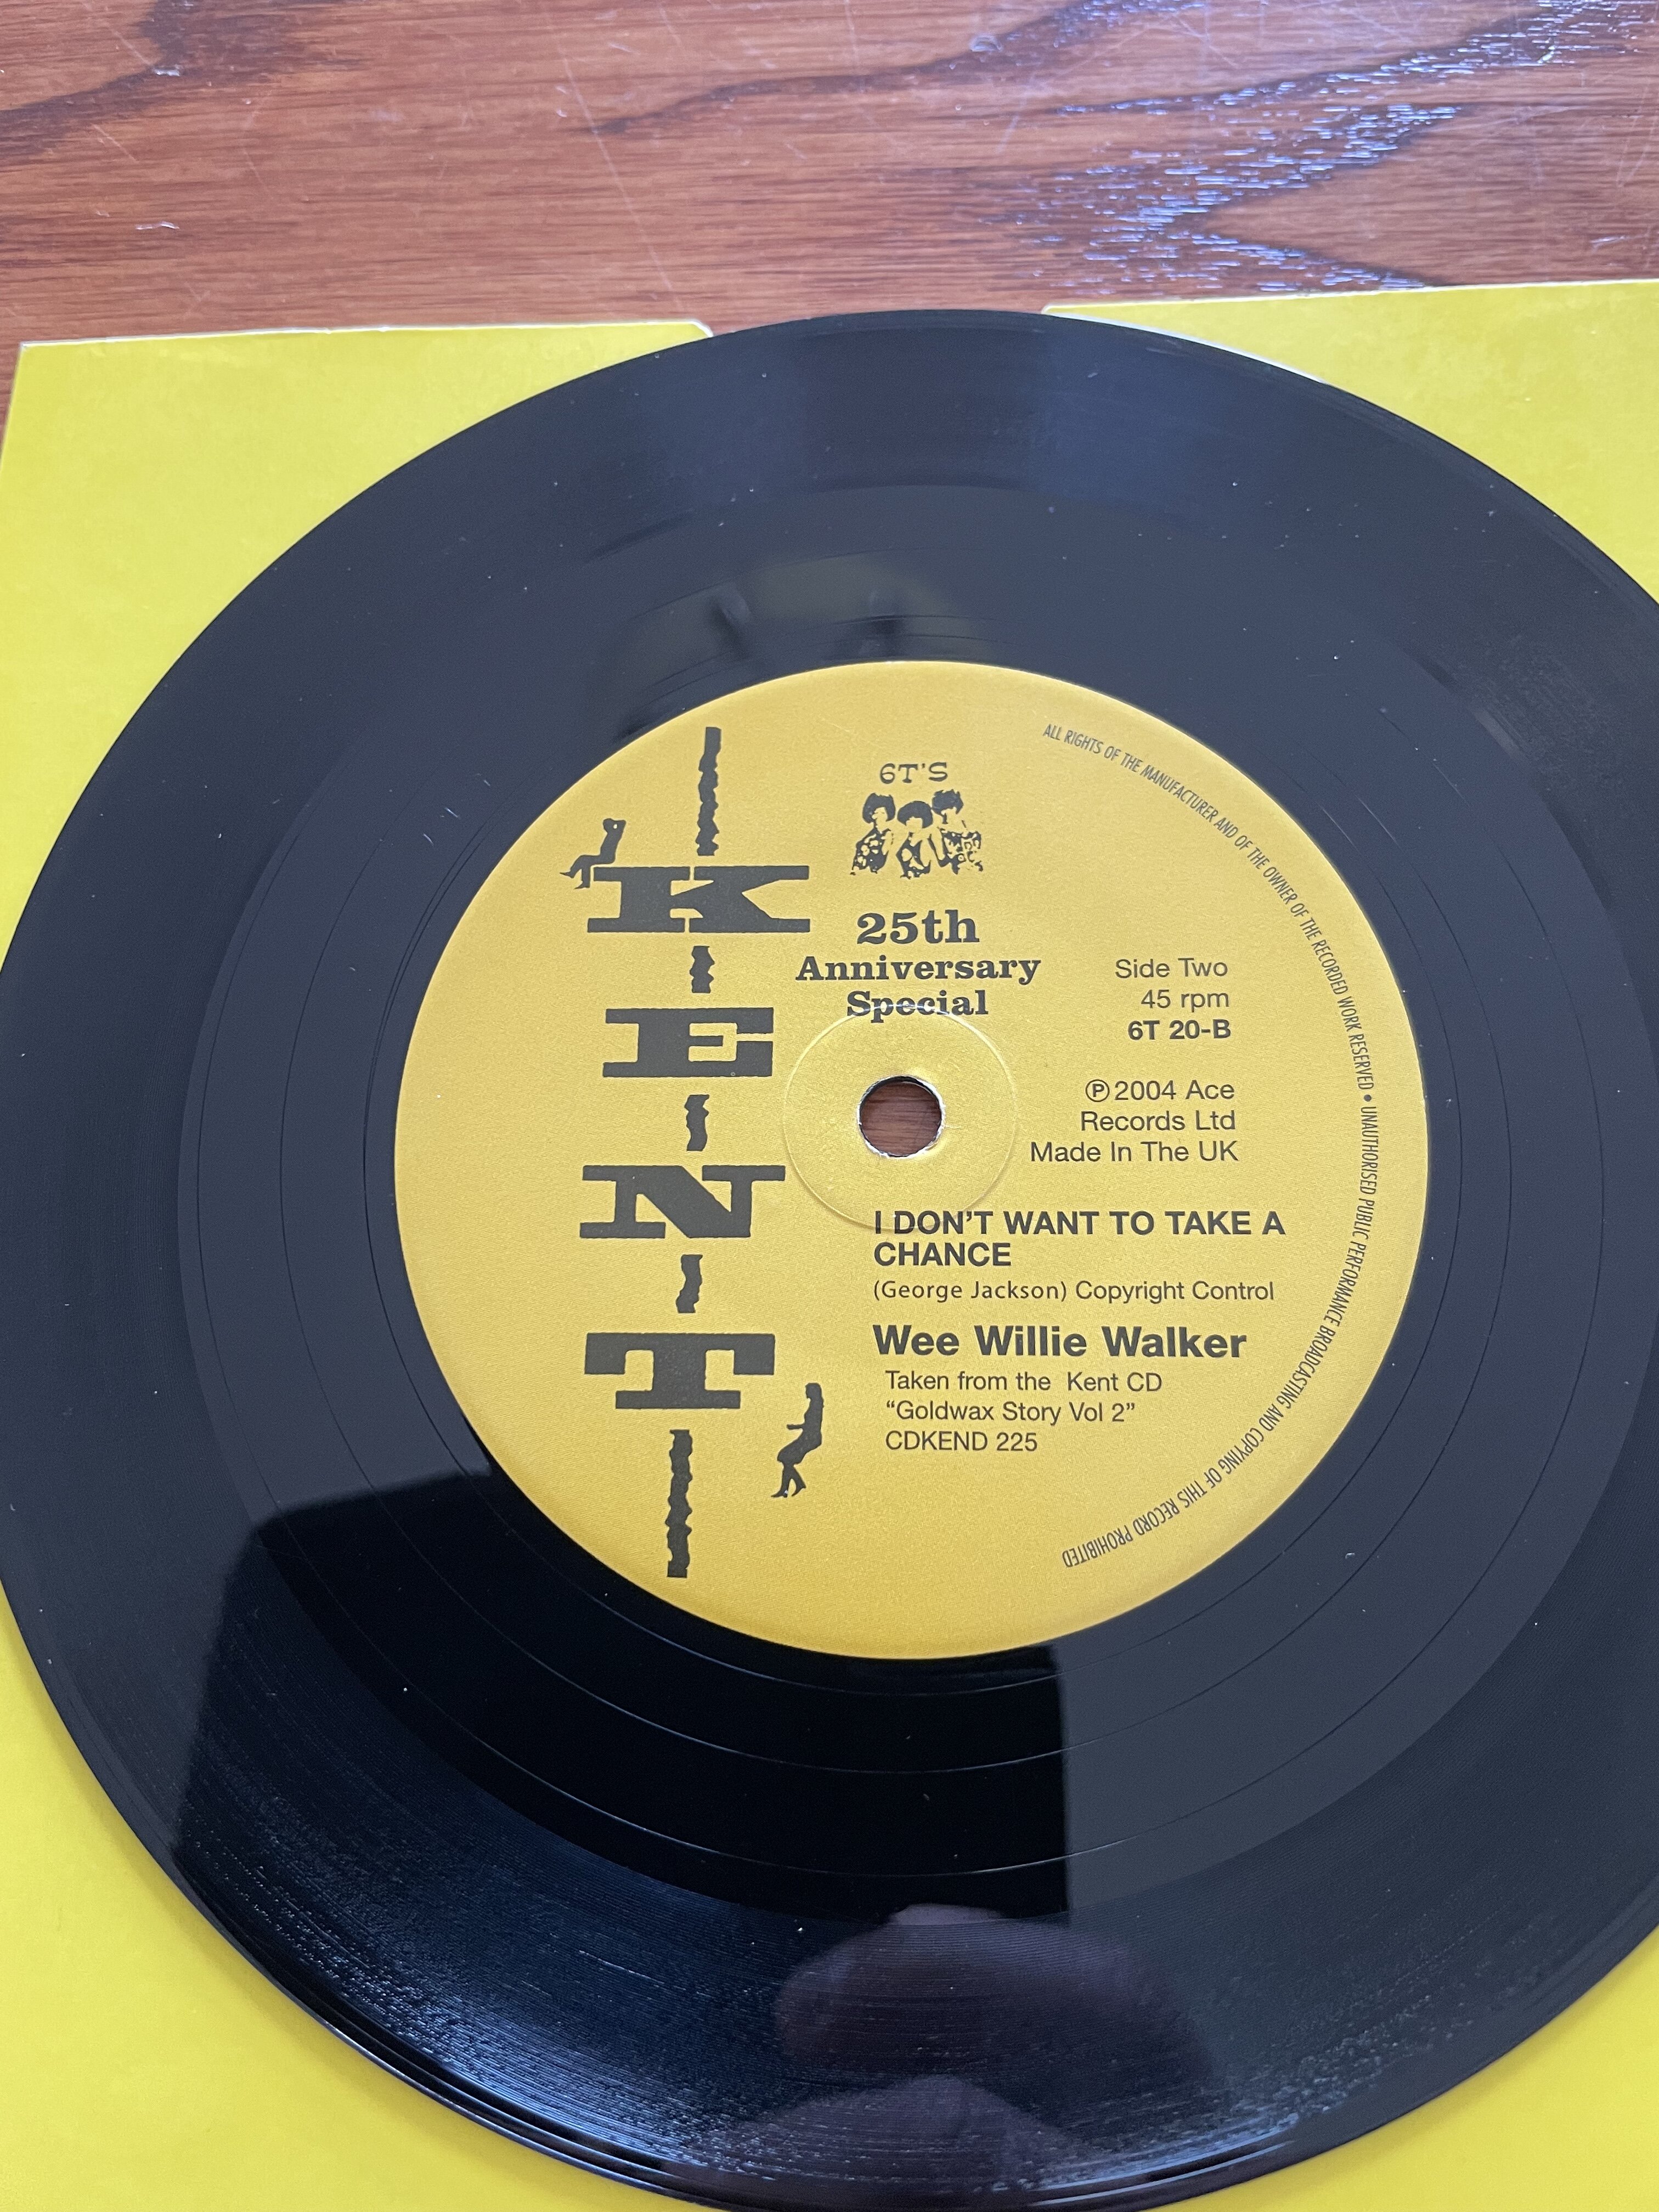 KENT
6T'S
25th
Anniversary
Special
Side Two
45 rpm
6T 20-B
℗2004 Ace
Records Ltd
Made In The UK
I DON'T WANT TO TAKE A
CHANCE
(George Jackson) Copyright Control
Wee Willie Walker
Taken from the Kent CD
“Goldwax Story Vol 2”
CDKEND 225
ALL RIGHTS OF THE MANUFACTURER AND OF THE OWNER OF THE RECORDED WORK RESERVED • UNAUTHORISED PUBLIC PERFORMANCE BROADCASTING AND COPYING OF THIS RECORD PROHIBITED